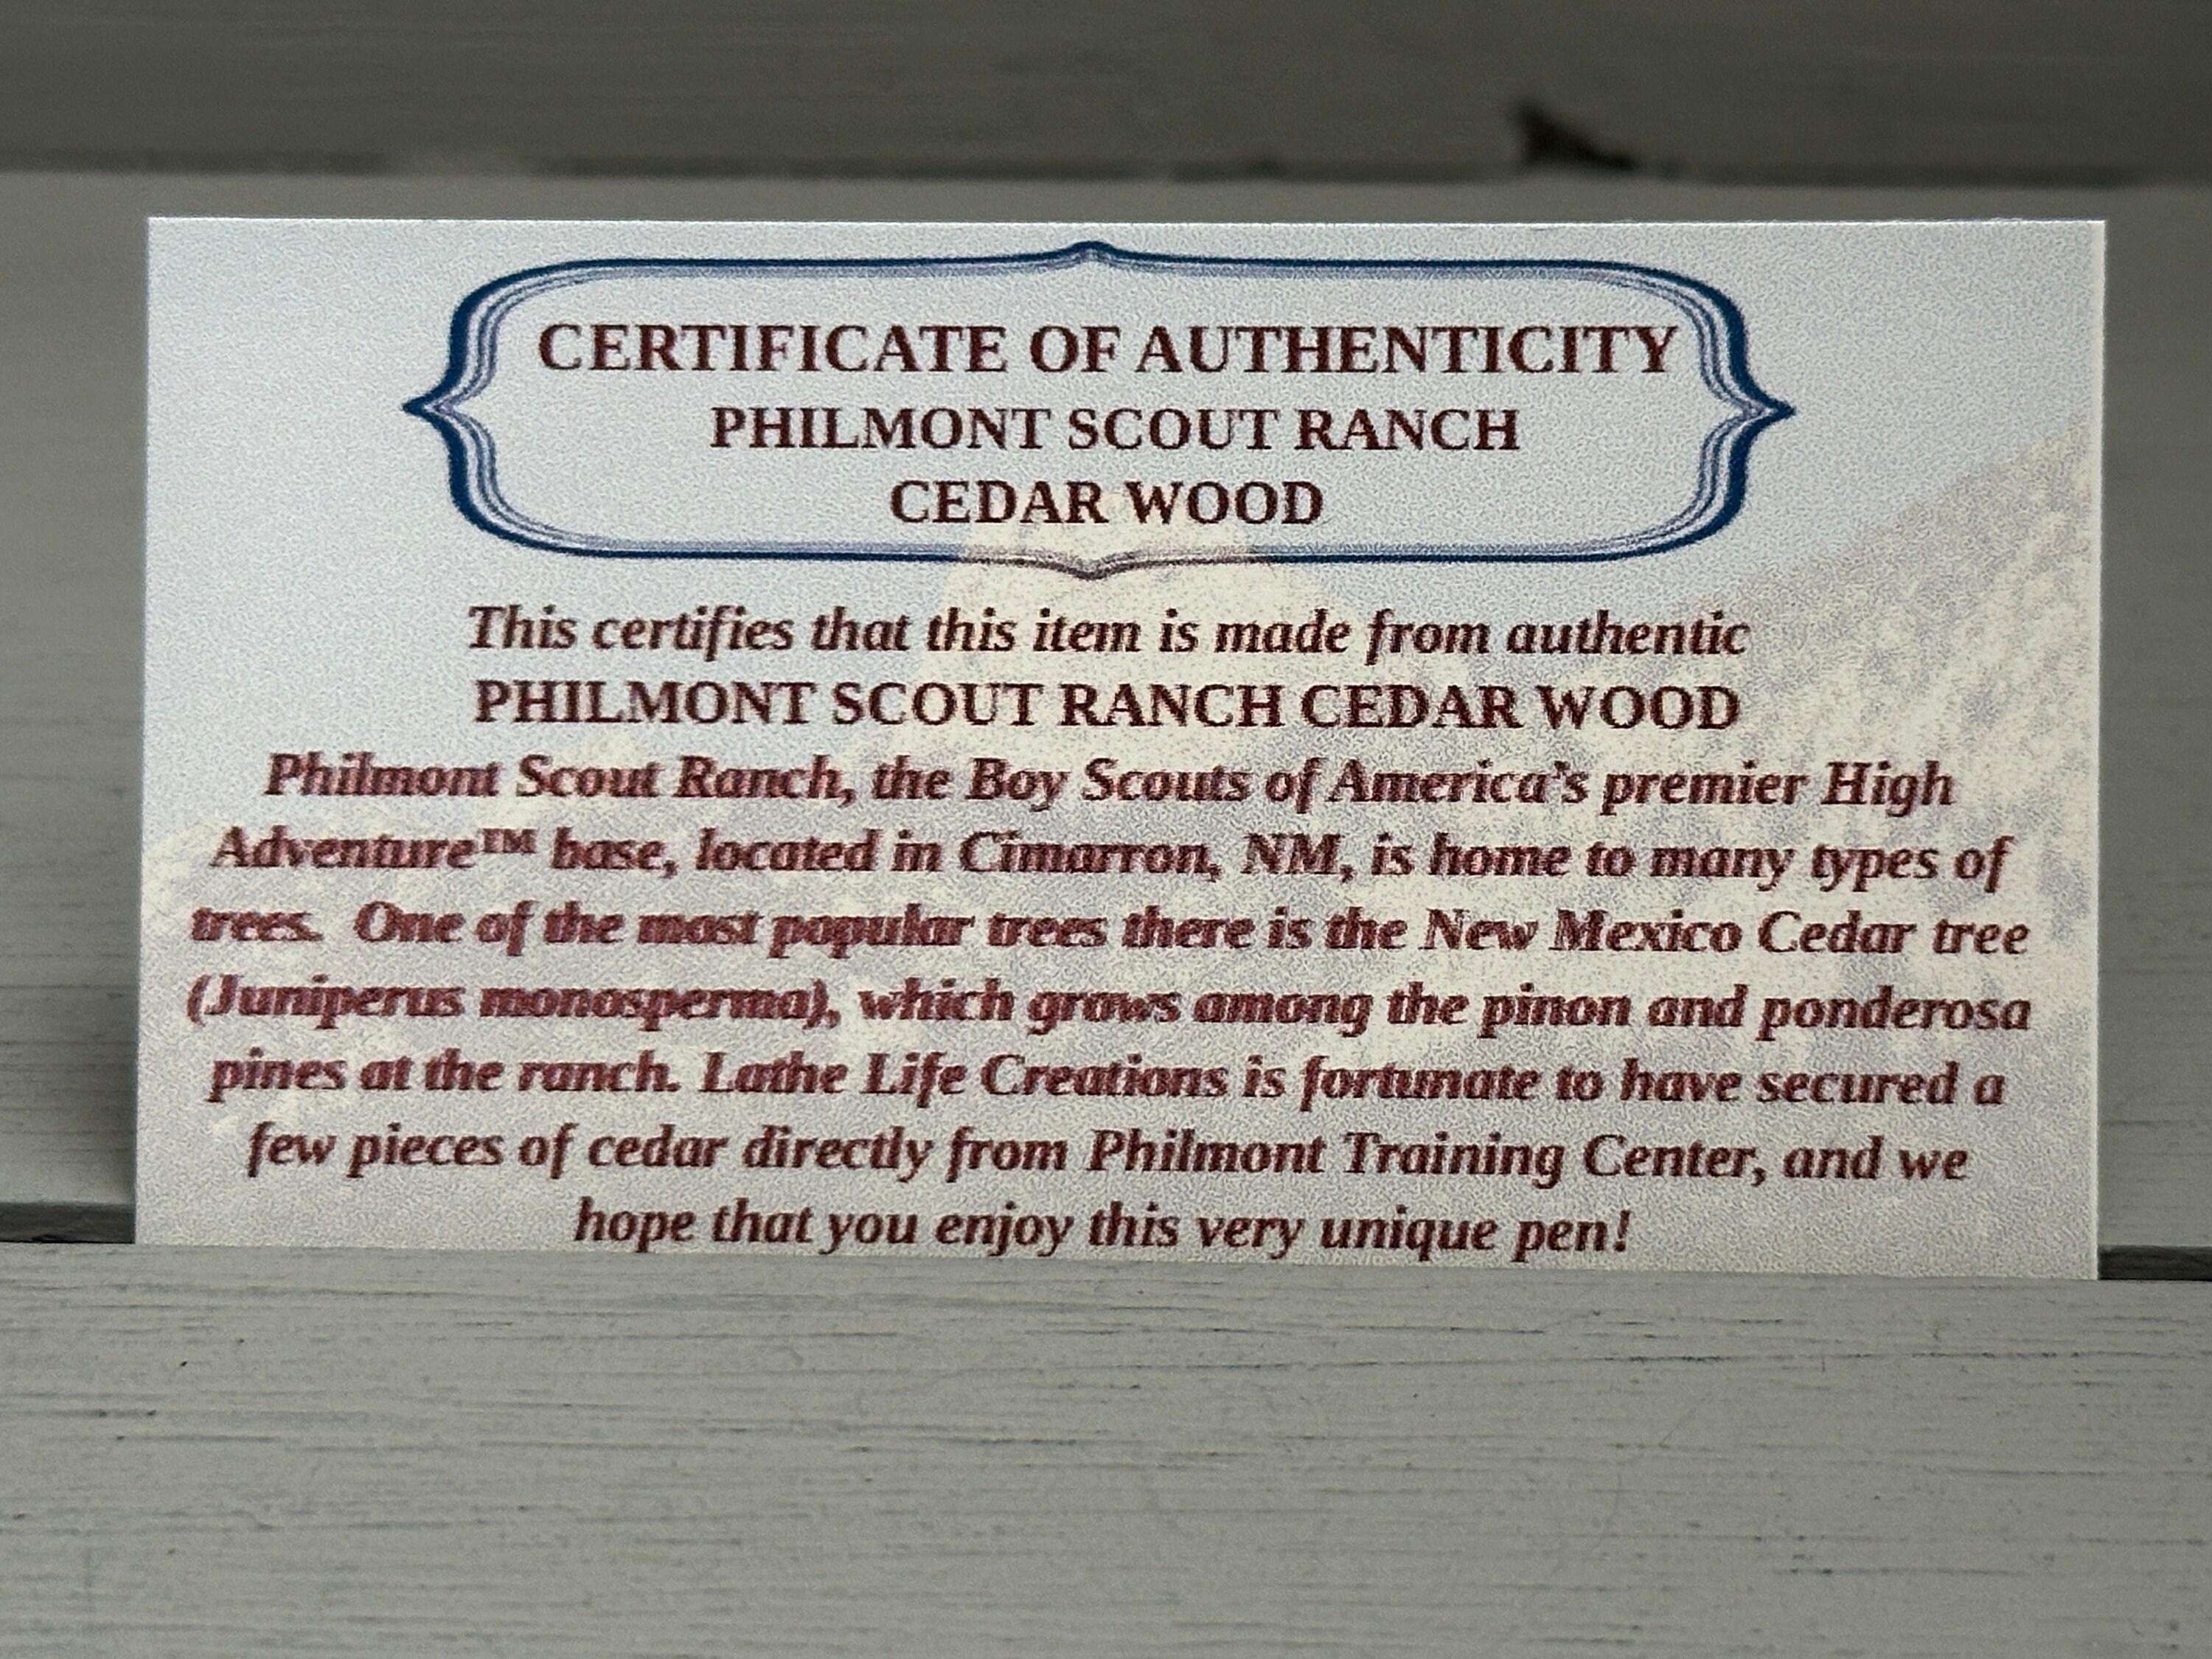 CERTIFICATE OF AUTHENTICITY
PHILMONT SCOUT RANCH
CEDAR WOOD
This certifies that this item is made from authentic
PHILMONT SCOUT RANCH CEDAR WOOD
Philmont Scout Ranch, the Boy Scouts of America's premier High
Adventure™ base, located in Cimarron, NM, is home to many types of
trees.  One of the most popular trees there is the New Mexico Cedar tree
(Juniperus monosperma), which grows among the pinon and ponderosa
pines at the ranch. Lathe Life Creations is fortunate to have secured a
few pieces of cedar directly from Philmont Training Center, and we
hope that you enjoy this very unique pen!